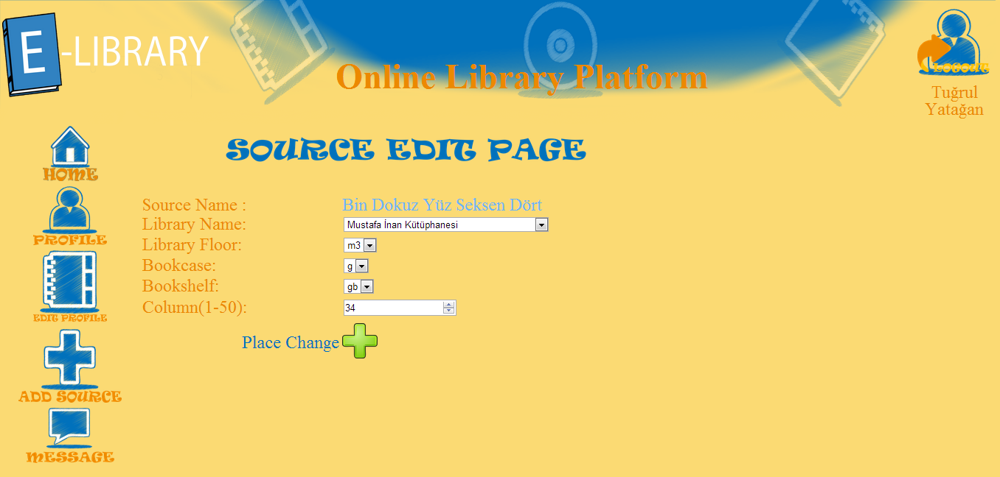 E-LIBRARY
Online Library Platform
LOGOUT
Tuğrul
Yatağan
HOME
PROFILE
EDIT PROFILE
ADD SOURCE
MESSAGE
SOURCE EDIT PAGE
Source Name : Bin Dokuz Yüz Seksen Dört
Library Name: Mustafa İnan Kütüphanesi
Library Floor: m3
Bookcase: g
Bookshelf: gb
Column(1-50): 34
Place Change